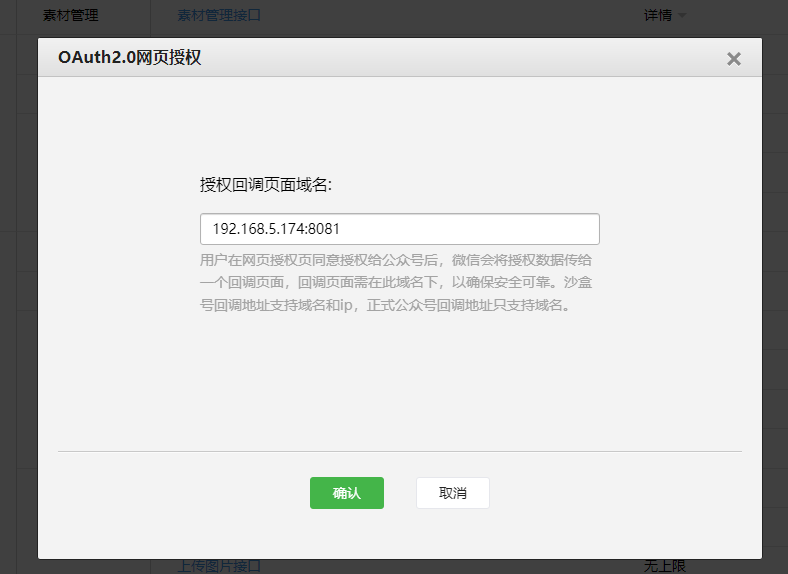 素材管理 素材管理接口 详情
OAuth2.0网页授权
授权回调页面域名:
192.168.5.174:8081
用户在网页授权页同意授权给公众号后，微信会将授权数据传给
一个回调页面，回调页面需在此域名下，以确保安全可靠。沙盒
号回调地址支持域名和ip，正式公众号回调地址只支持域名。
确认 取消
上传图片接口 无上限